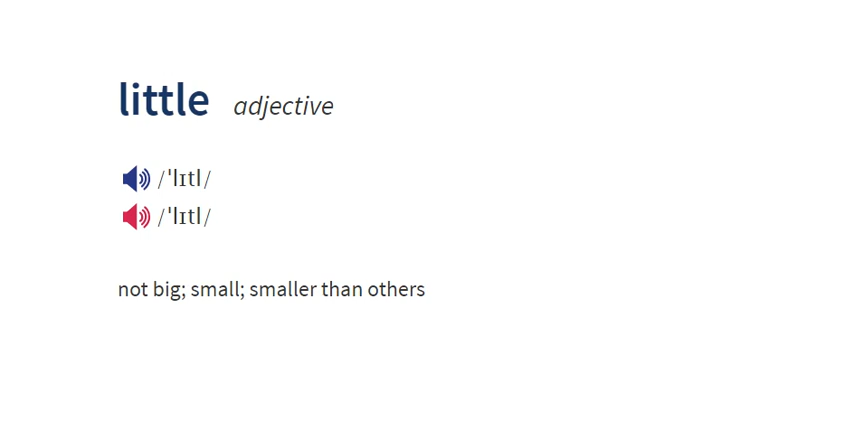 little adjective
/ˈlɪtl/
/ˈlɪtl/
not big; small; smaller than others